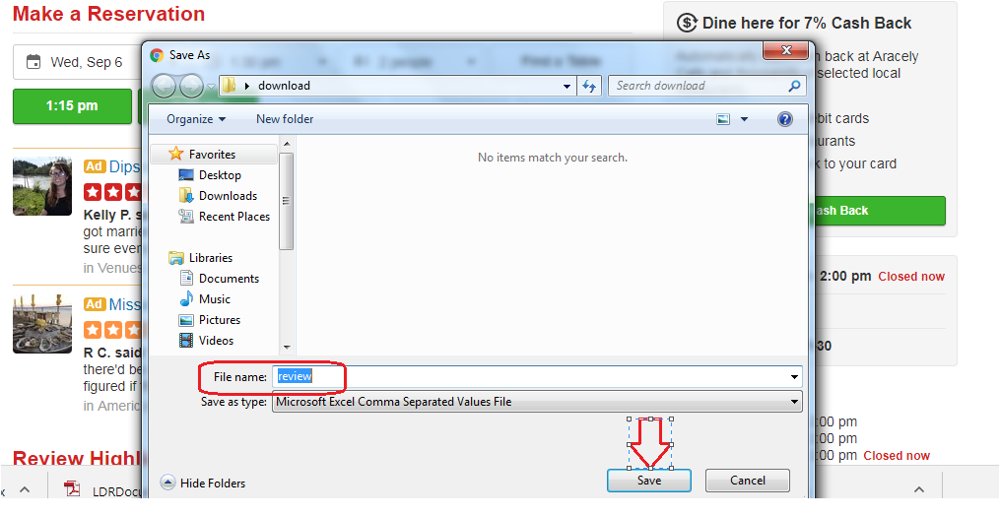 Make a Reservation
Dine here for 7% Cash Back
Save As
Wed, Sep 6
2 people
Find a Table
back at Aracely
selected local
download
Search download
1:15 pm
Organize
New folder
bit cards
urants
k to your card
Favorites
No items match your search.
Ad Dips
Desktop
Downloads
Recent Places
Kelly P. s
got marrie
sure ever
in Venues
ash Back
Libraries
Documents
Music
Pictures
Videos
2:00 pm Closed now
Ad Miss
30
R C. said
there'd be
figured if
in Americ
File name: review
Save as type: Microsoft Excel Comma Separated Values File
:00 pm
:00 pm
:00 pm Closed now
Review Highl
Hide Folders
Save
Cancel
LDRDocu